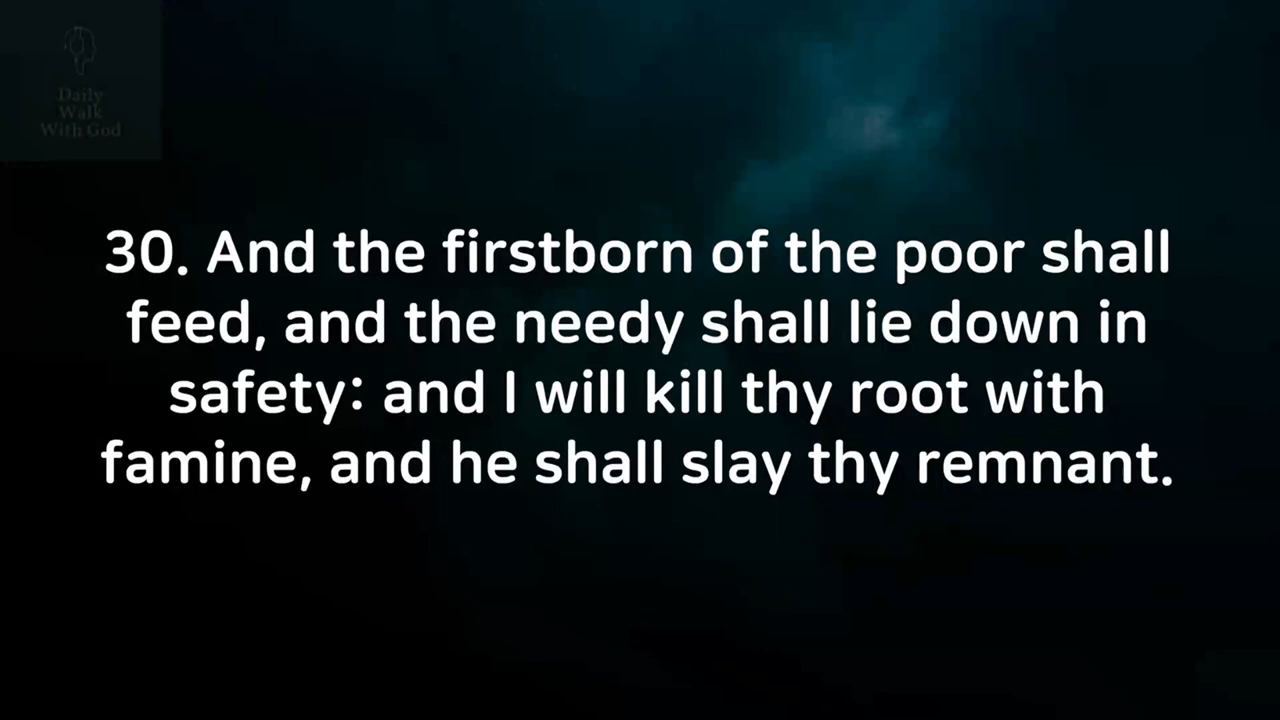 Daily
Walk
With God
30. And the firstborn of the poor shall
feed, and the needy shall lie down in
safety: and I will kill thy root with
famine, and he shall slay thy remnant.